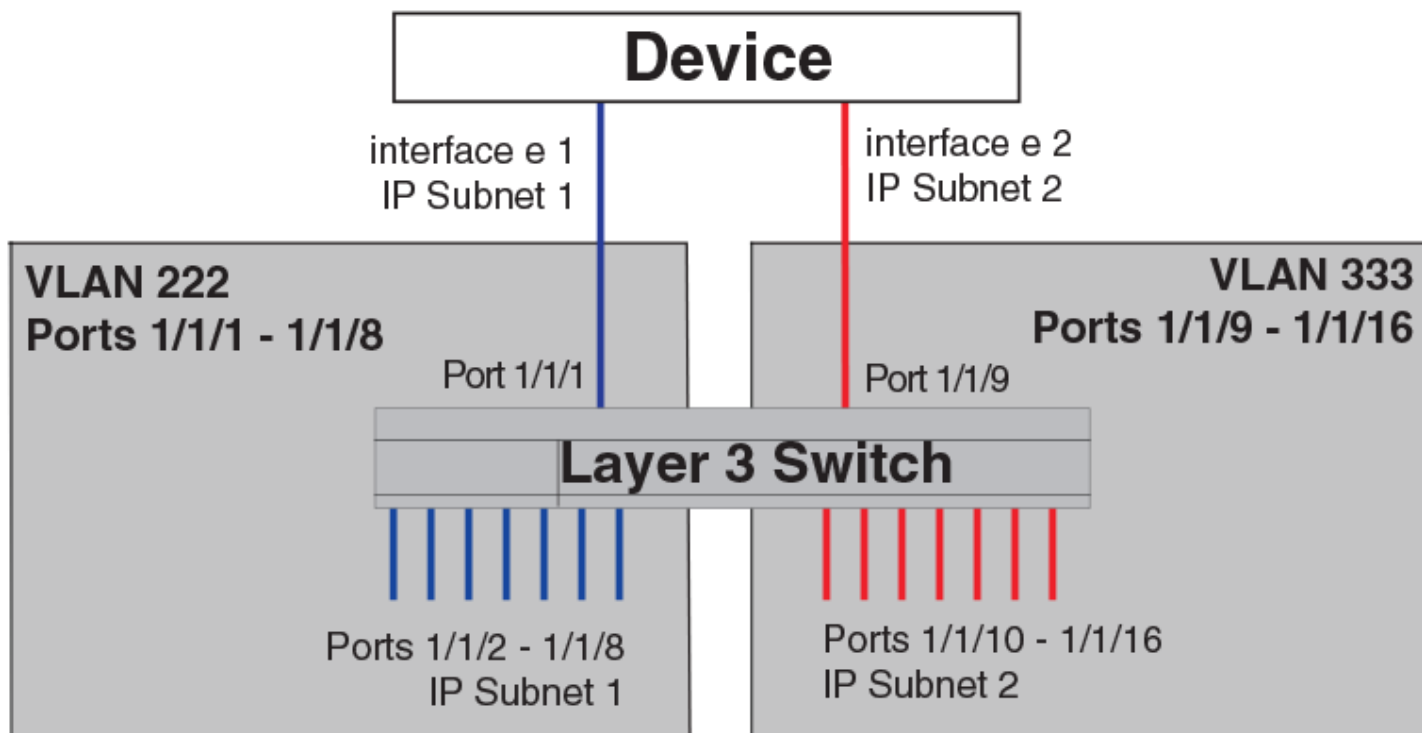 Device
interface e 1
IP Subnet 1
interface e 2
IP Subnet 2
VLAN 222
Ports 1/1/1 - 1/1/8
VLAN 333
Ports 1/1/9 - 1/1/16
Port 1/1/1
Port 1/1/9
Layer 3 Switch
Ports 1/1/2 - 1/1/8
IP Subnet 1
Ports 1/1/10 - 1/1/16
IP Subnet 2